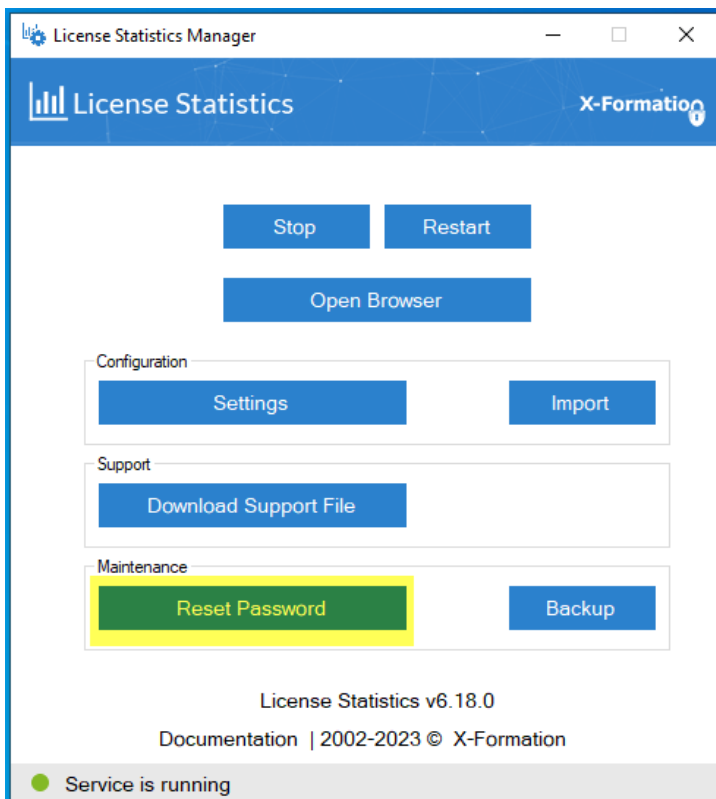 License Statistics Manager
License Statistics
X-Formation
Stop Restart
Open Browser
Configuration
Settings Import
Support
Download Support File
Maintenance
Reset Password Backup
License Statistics v6.18.0
Documentation | 2002-2023 © X-Formation
Service is running